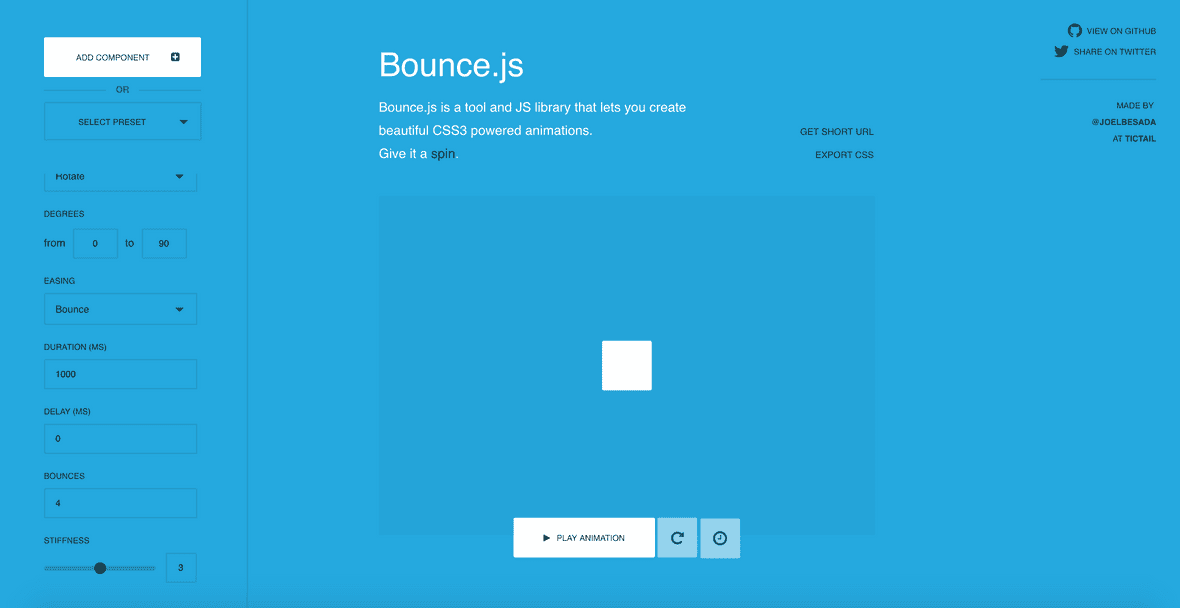 ADD COMPONENT
OR
SELECT PRESET
Rotate
DEGREES
from 0 to 90
EASING
Bounce
DURATION (MS)
1000
DELAY (MS)
0
BOUNCES
4
STIFFNESS
3
Bounce.js
Bounce.js is a tool and JS library that lets you create
beautiful CSS3 powered animations.
Give it a spin.
GET SHORT URL
EXPORT CSS
PLAY ANIMATION
VIEW ON GITHUB
SHARE ON TWITTER
MADE BY
@JOELBESADA
AT TICTAIL